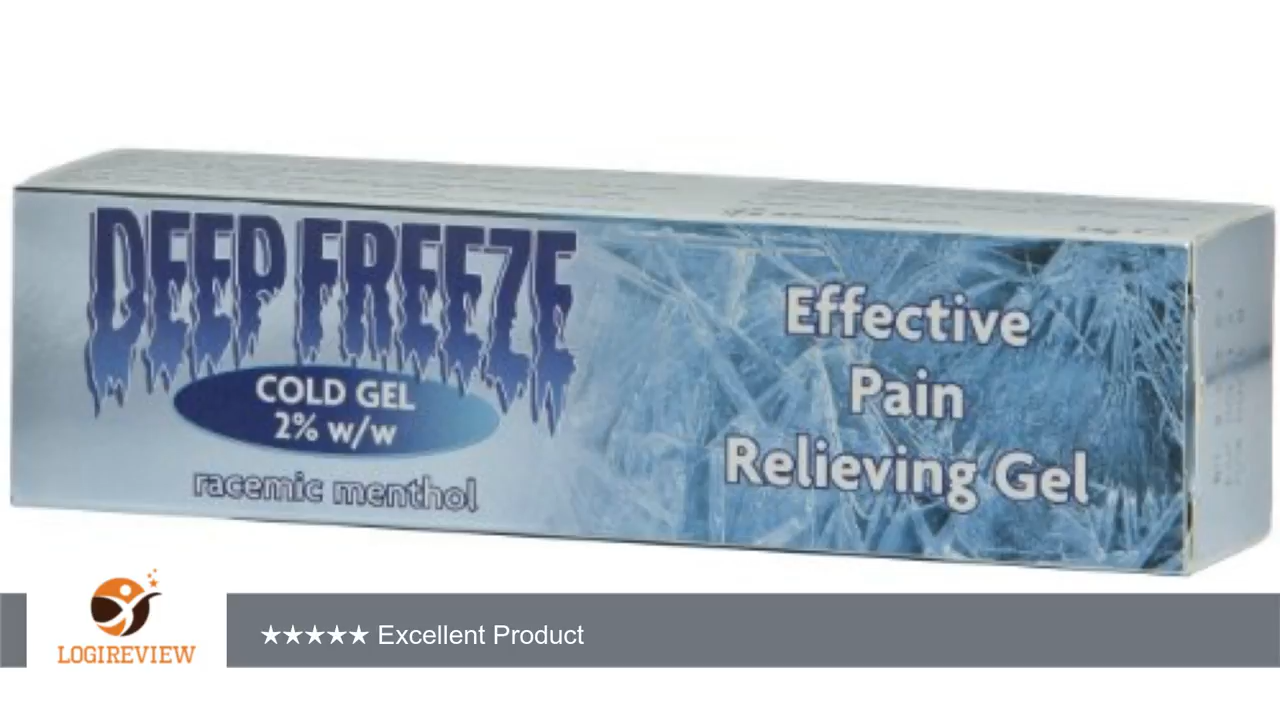 DEEP FREEZE
COLD GEL
2% w/w
racemic menthol
Effective
Pain
Relieving Gel
LOGIREVIEW
★★★★★ Excellent Product